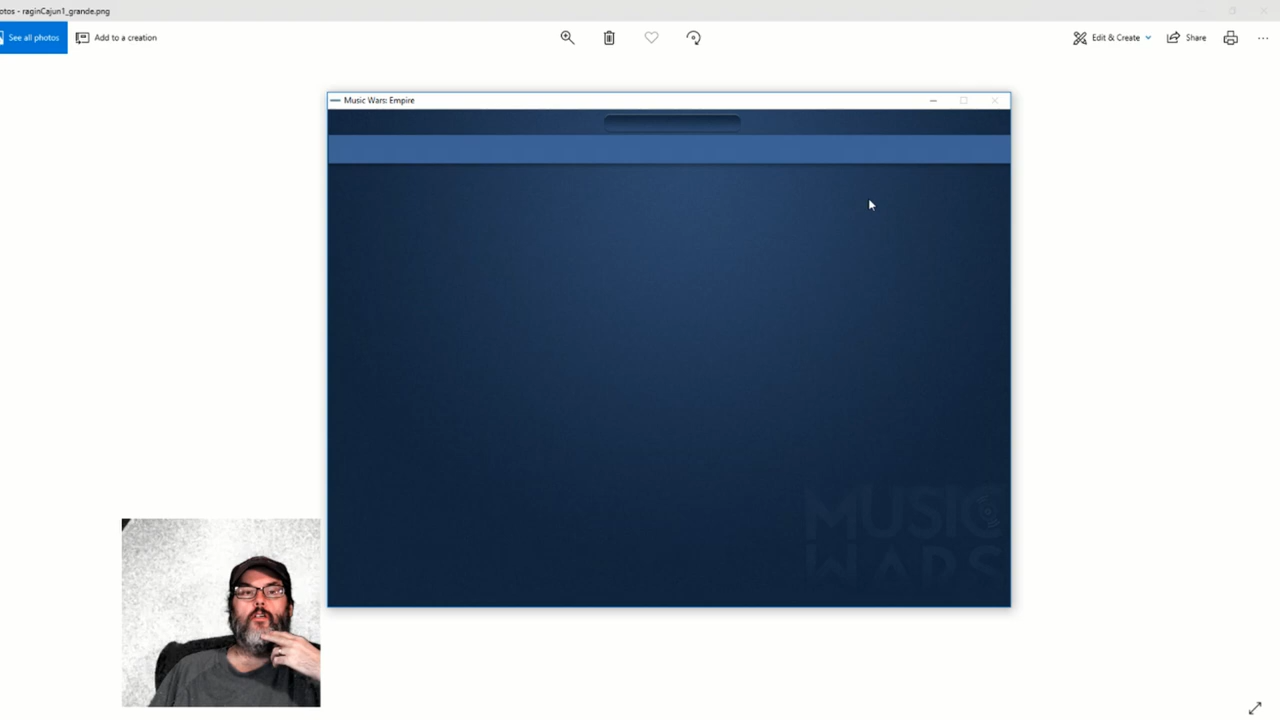 otos - raginCajun1_grande.png
See all photos
Add to a creation
Edit & Create
Share
Music Wars: Empire
MUSIC
WARS